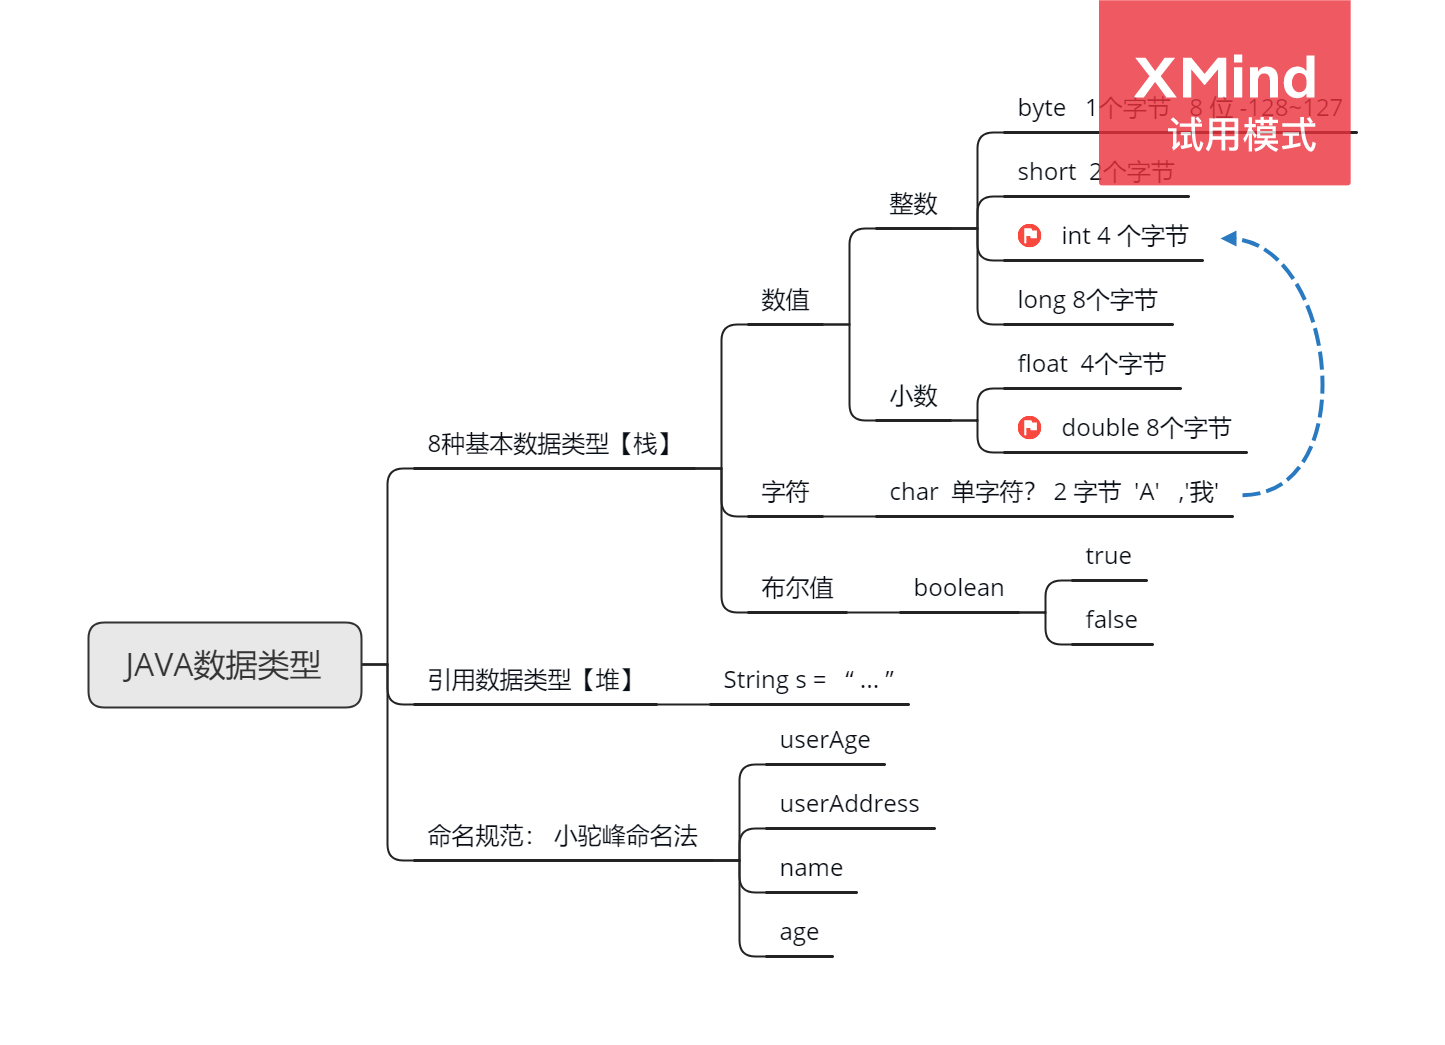 XMind
试用模式
byte 1个字节 8 位 -128~127
short 2个字节
整数
int 4 个字节
long 8个字节
数值
float 4个字节
小数
double 8个字节
8种基本数据类型【栈】
字符
char 单字符？ 2 字节 'A' ,'我'
true
布尔值
boolean
false
JAVA数据类型
引用数据类型【堆】
String s = “ ... ”
userAge
userAddress
命名规范： 小驼峰命名法
name
age